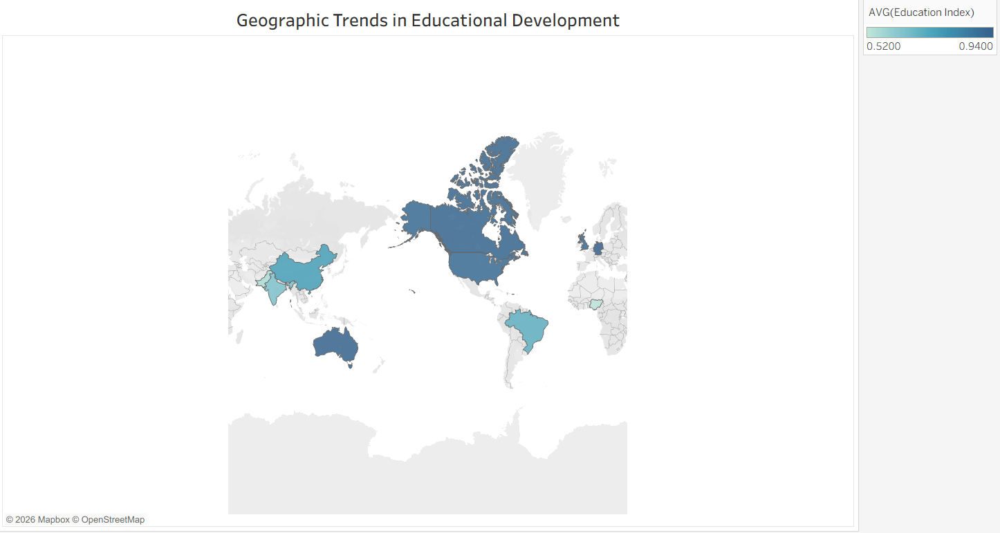 Geographic Trends in Educational Development
AVG(Education Index)
0.5200 0.9400
© 2026 Mapbox © OpenStreetMap